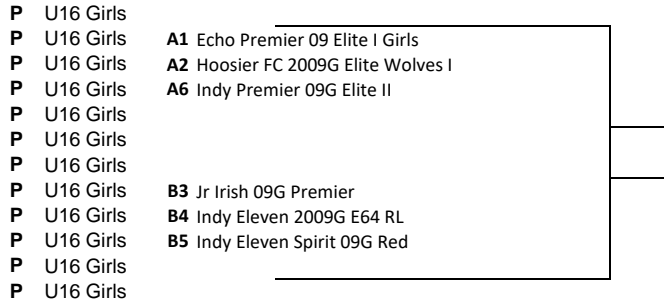 P U16 Girls
P U16 Girls A1 Echo Premier 09 Elite I Girls
P U16 Girls A2 Hoosier FC 2009G Elite Wolves I
P U16 Girls A6 Indy Premier 09G Elite II
P U16 Girls
P U16 Girls
P U16 Girls
P U16 Girls B3 Jr Irish 09G Premier
P U16 Girls B4 Indy Eleven 2009G E64 RL
P U16 Girls B5 Indy Eleven Spirit 09G Red
P U16 Girls
P U16 Girls